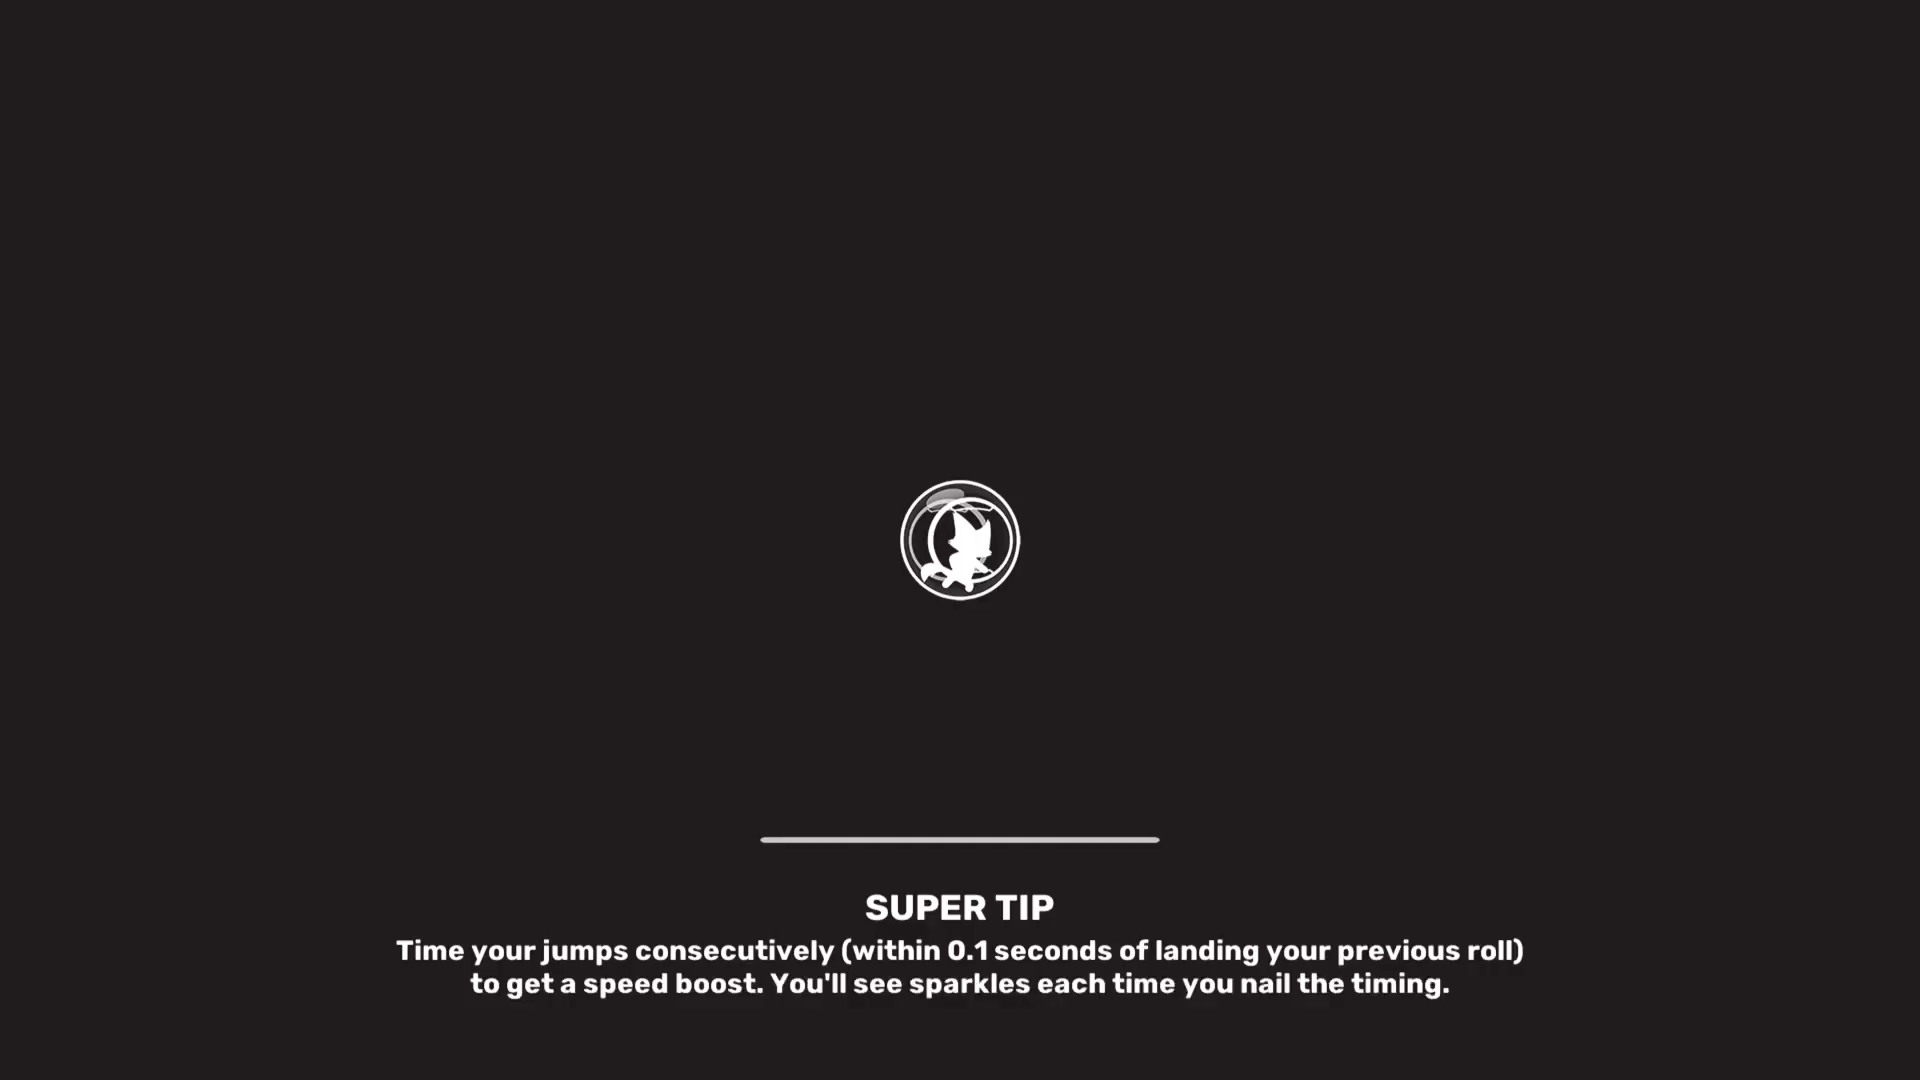 SUPER TIP
Time your jumps consecutively (within 0.1 seconds of landing your previous roll)
to get a speed boost. You'll see sparkles each time you nail the timing.